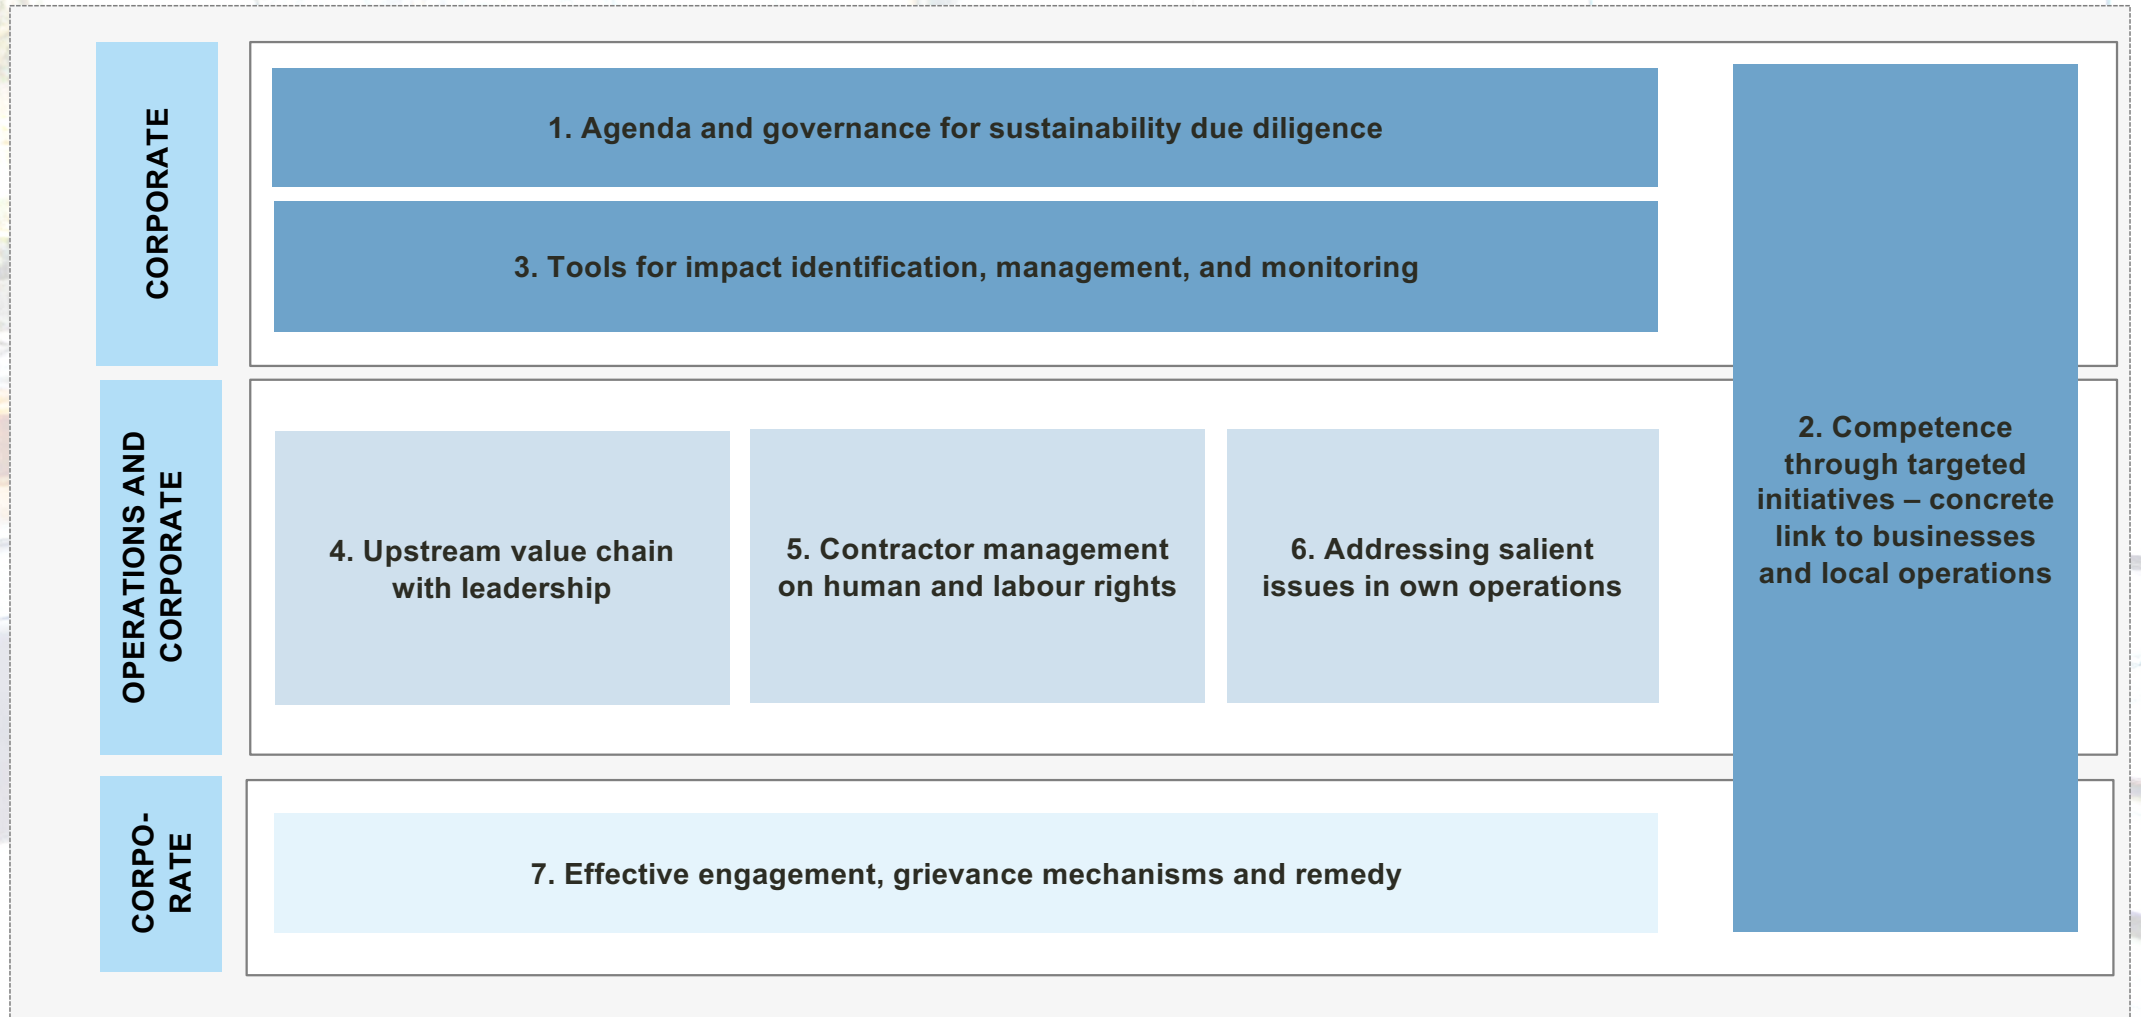 CORPORATE
1. Agenda and governance for sustainability due diligence
3. Tools for impact identification, management, and monitoring
2. Competence
through targeted
initiatives – concrete
link to businesses
and local operations
OPERATIONS AND
CORPORATE
4. Upstream value chain
with leadership
5. Contractor management
on human and labour rights
6. Addressing salient
issues in own operations
CORPO-
RATE
7. Effective engagement, grievance mechanisms and remedy